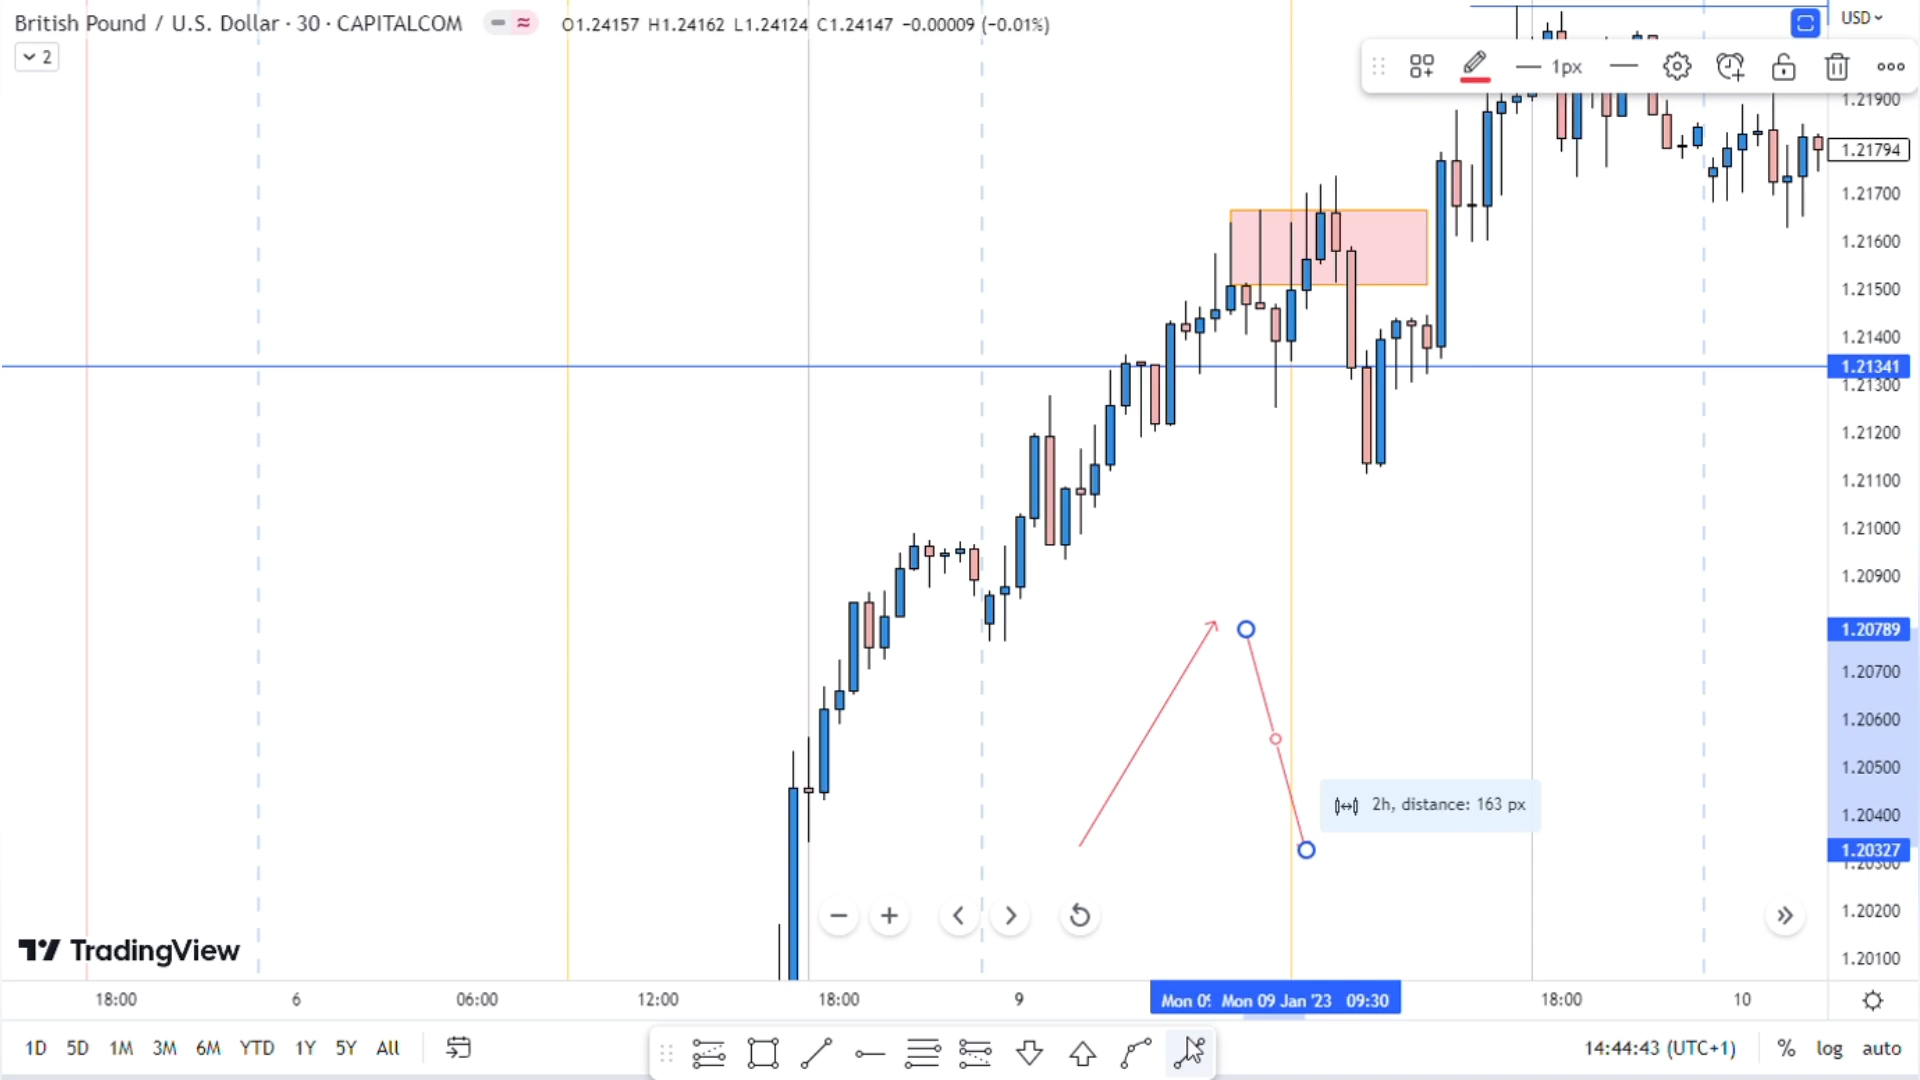 British Pound / U.S. Dollar · 30 · CAPITALCOM
O1.24157 H1.24162 L1.24124 C1.24147 −0.00009 (−0.01%)
USD
2
1px
1.21900
1.21794
1.21700
1.21600
1.21500
1.21400
1.21341
1.21300
1.21200
1.21100
1.21000
1.20900
1.20789
1.20700
1.20600
1.20500
2h, distance: 163 px
1.20400
1.20327
1.20300
1.20200
TradingView
1.20100
18:00 6 06:00 12:00 18:00 9 Mon 09 Mon 09 Jan '23 09:30 18:00 10
1D 5D 1M 3M 6M YTD 1Y 5Y All
14:44:43 (UTC+1) % log auto